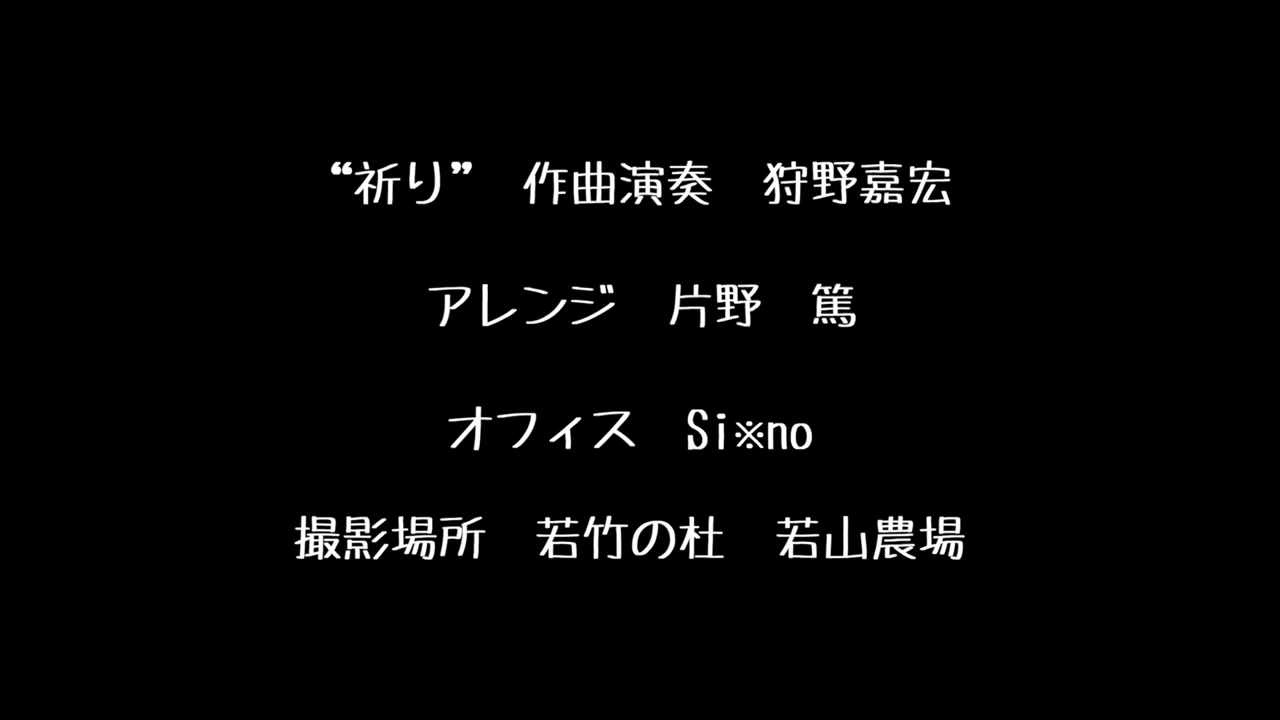 “祈り”　作曲演奏　狩野嘉宏
アレンジ　片野　篤
オフィス　Si※no
撮影場所　若竹の杜　若山農場